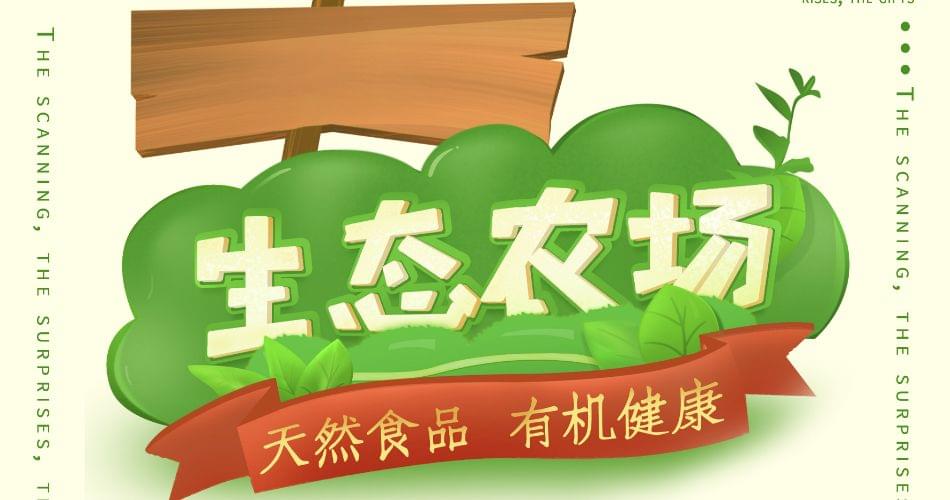 RISES, THE GIFTS
THE SCANNING, THE SURPRISES,
生态农场
天然食品 有机健康
THE SCANNING, THE SURPRISES